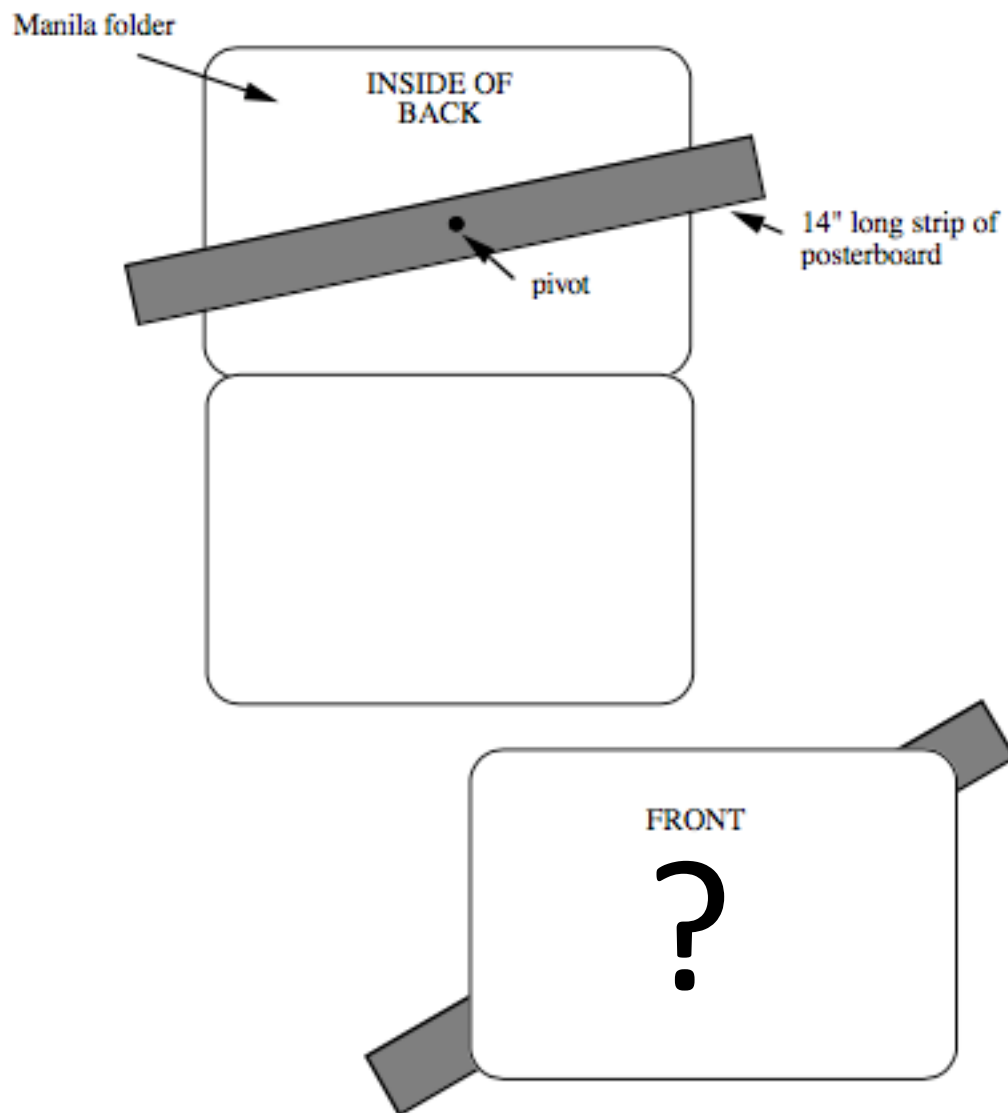 Manila folder
INSIDE OF
BACK
14" long strip of
posterboard
pivot
FRONT
?